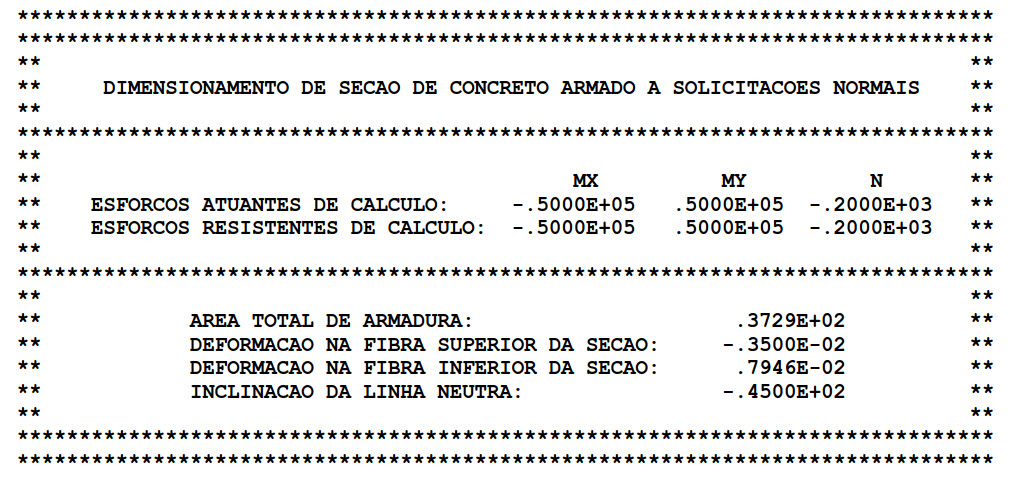 *******************************************************************************
*******************************************************************************
** **
** DIMENSIONAMENTO DE SECAO DE CONCRETO ARMADO A SOLICITACOES NORMAIS **
** **
*******************************************************************************
** **
** MX MY N **
** ESFORCOS ATUANTES DE CALCULO: -.5000E+05 .5000E+05 -.2000E+03 **
** ESFORCOS RESISTENTES DE CALCULO: -.5000E+05 .5000E+05 -.2000E+03 **
** **
*******************************************************************************
** **
** AREA TOTAL DE ARMADURA: .3729E+02 **
** DEFORMACAO NA FIBRA SUPERIOR DA SECAO: -.3500E-02 **
** DEFORMACAO NA FIBRA INFERIOR DA SECAO: .7946E-02 **
** INCLINACAO DA LINHA NEUTRA: -.4500E+02 **
** **
*******************************************************************************
*******************************************************************************